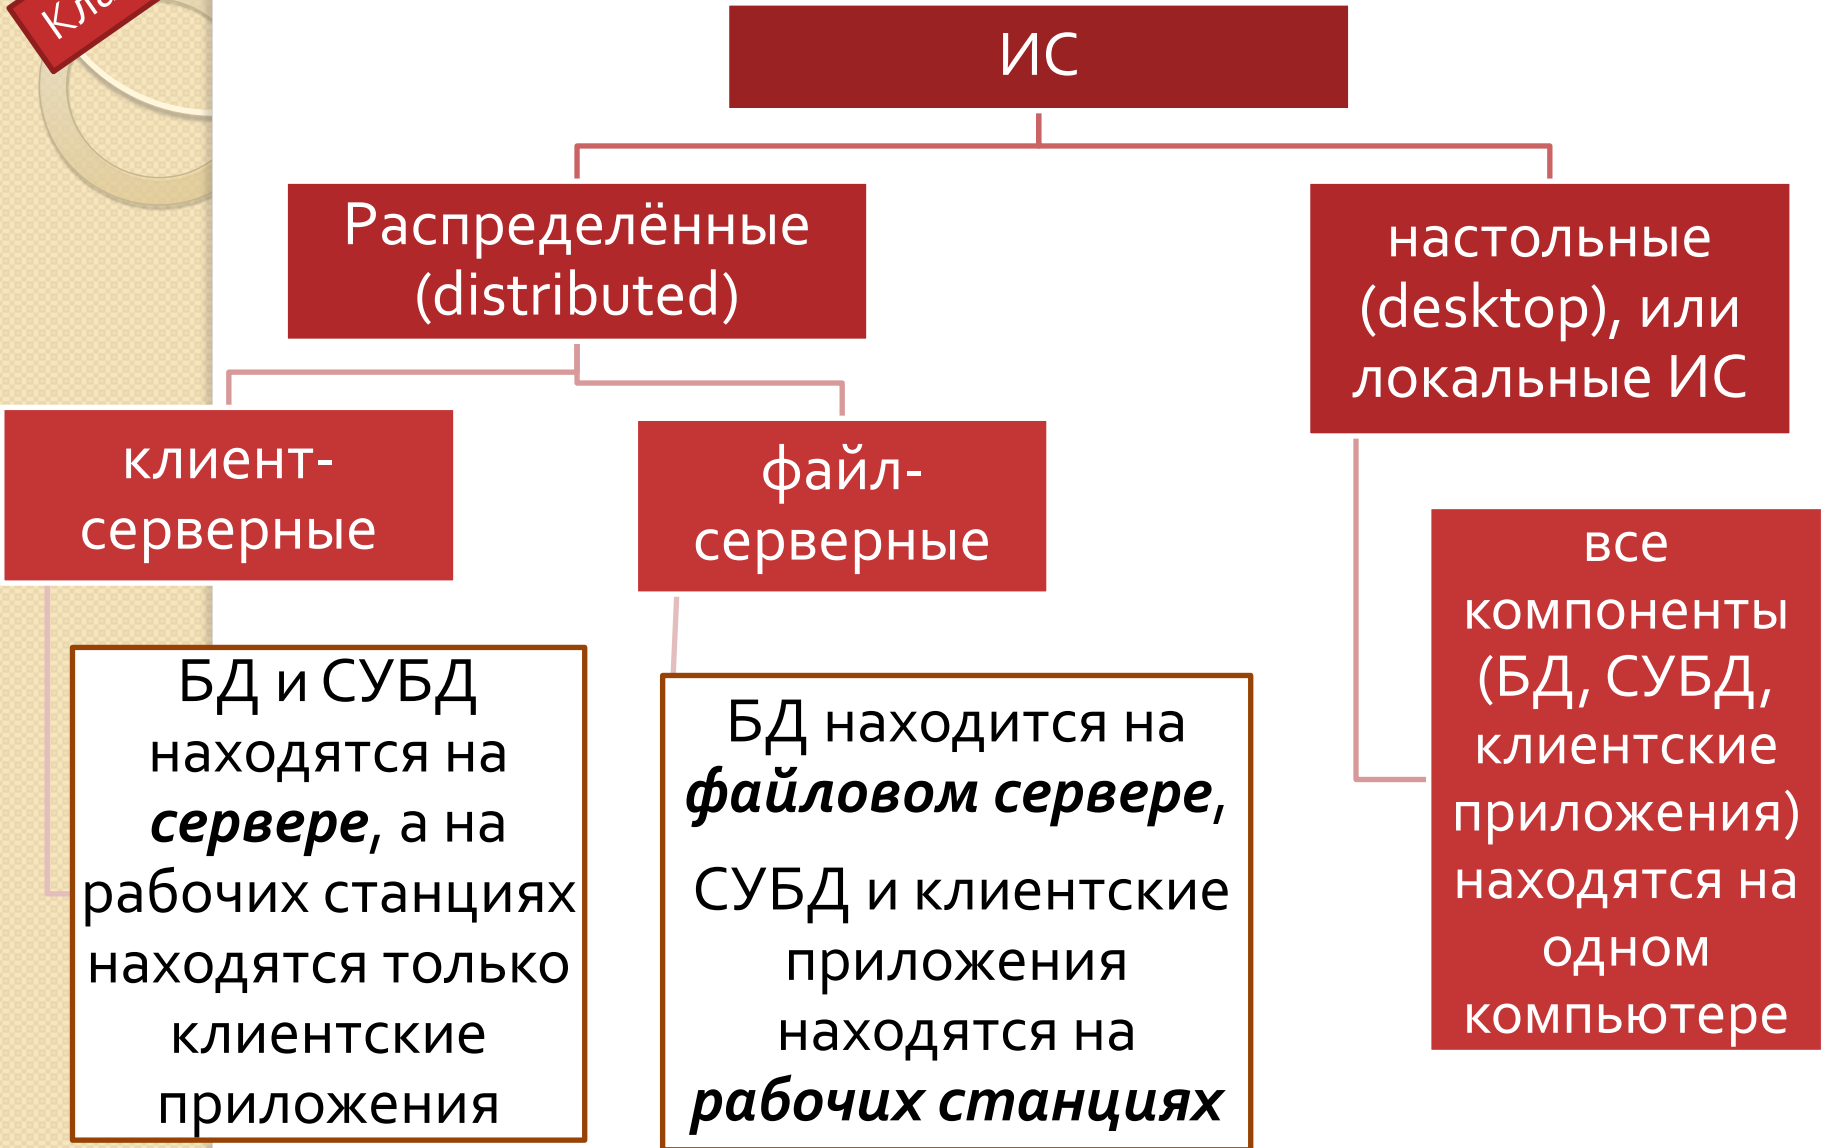 ИС
Распределённые
(distributed)
настольные
(desktop), или
локальные ИС
клиент-
серверные
файл-
серверные
БД и СУБД
находятся на
сервере, а на
рабочих станциях
находятся только
клиентские
приложения
БД находится на
файловом сервере,
СУБД и клиентские
приложения
находятся на
рабочих станциях
все
компоненты
(БД, СУБД,
клиентские
приложения)
находятся на
одном
компьютере